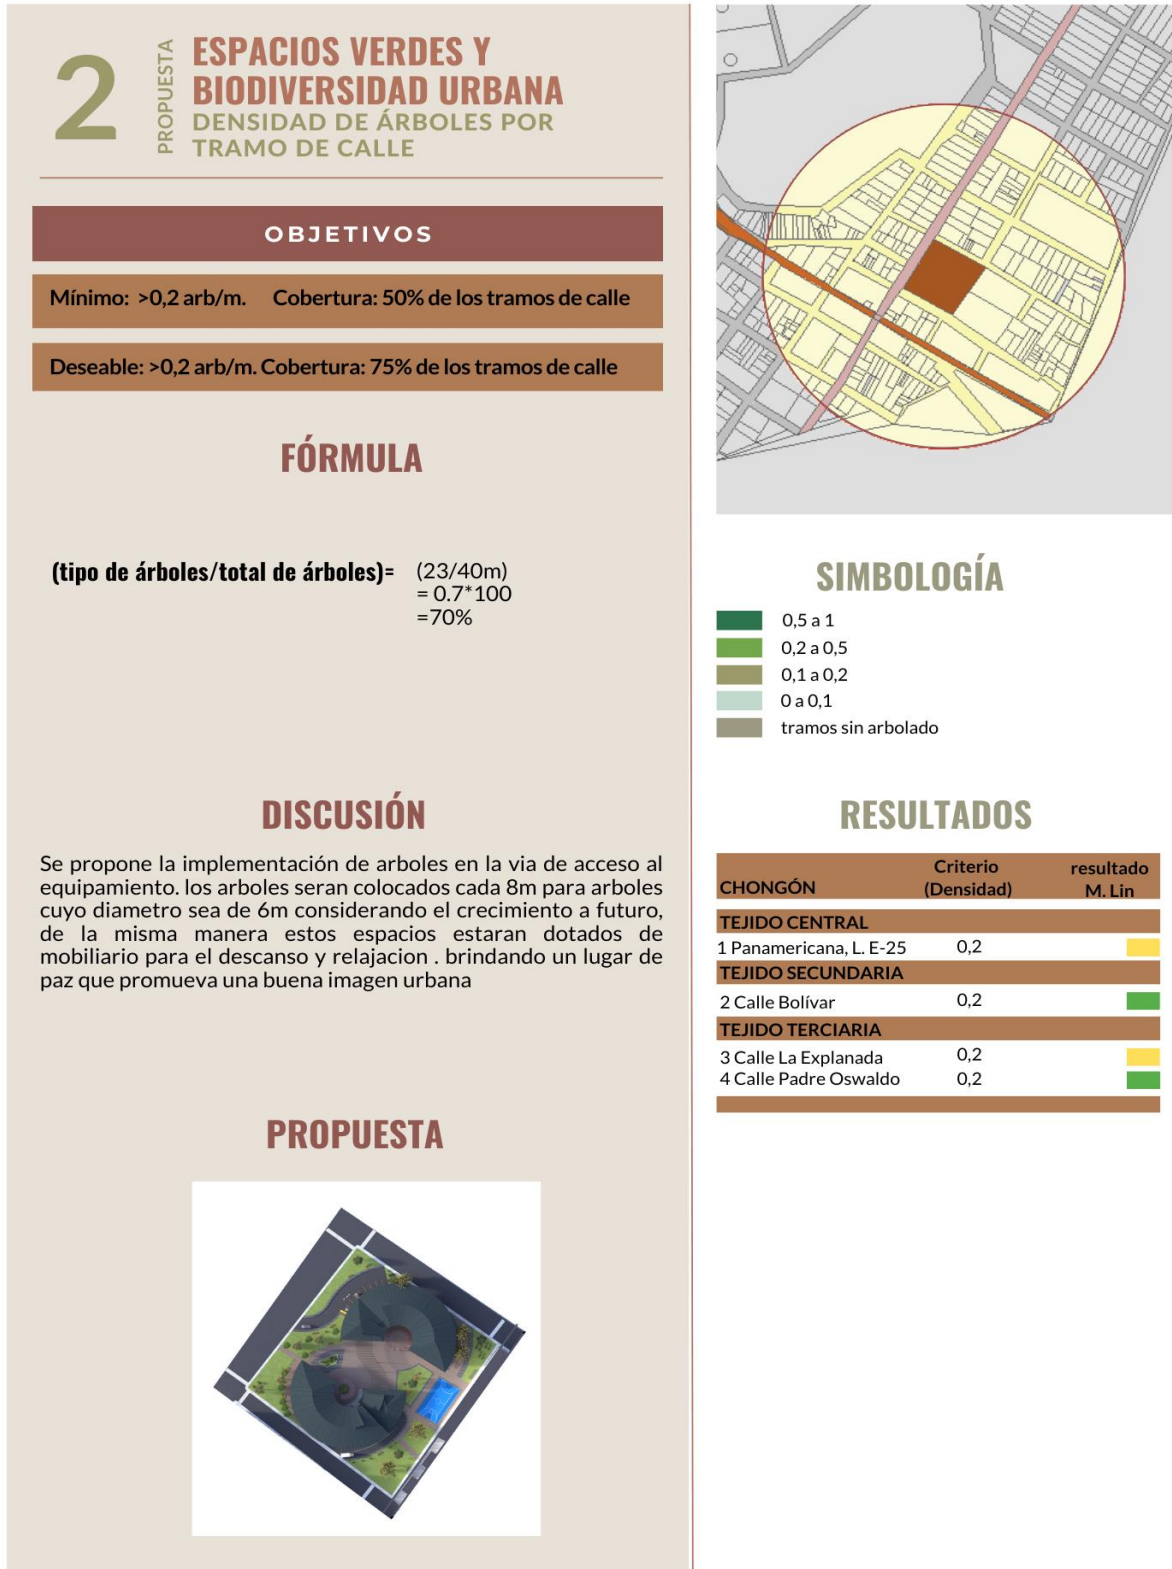 2
PROPUESTA
ESPACIOS VERDES Y
BIODIVERSIDAD URBANA
DENSIDAD DE ÁRBOLES POR
TRAMO DE CALLE
OBJETIVOS
Mínimo: >0,2 arb/m. Cobertura: 50% de los tramos de calle
Deseable: >0,2 arb/m. Cobertura: 75% de los tramos de calle
FÓRMULA
(tipo de árboles/total de árboles)= (23/40m)
= 0.7*100
=70%
DISCUSIÓN
Se propone la implementación de arboles en la via de acceso al
equipamiento. los arboles seran colocados cada 8m para arboles
cuyo diametro sea de 6m considerando el crecimiento a futuro,
de la misma manera estos espacios estaran dotados de
mobiliario para el descanso y relajacion . brindando un lugar de
paz que promueva una buena imagen urbana
PROPUESTA
SIMBOLOGÍA
0,5 a 1
0,2 a 0,5
0,1 a 0,2
0 a 0,1
tramos sin arbolado
RESULTADOS
CHONGÓN Criterio (Densidad) resultado M. Lin
TEJIDO CENTRAL
1 Panamericana, L. E-25 0,2
TEJIDO SECUNDARIA
2 Calle Bolívar 0,2
TEJIDO TERCIARIA
3 Calle La Explanada 0,2
4 Calle Padre Oswaldo 0,2